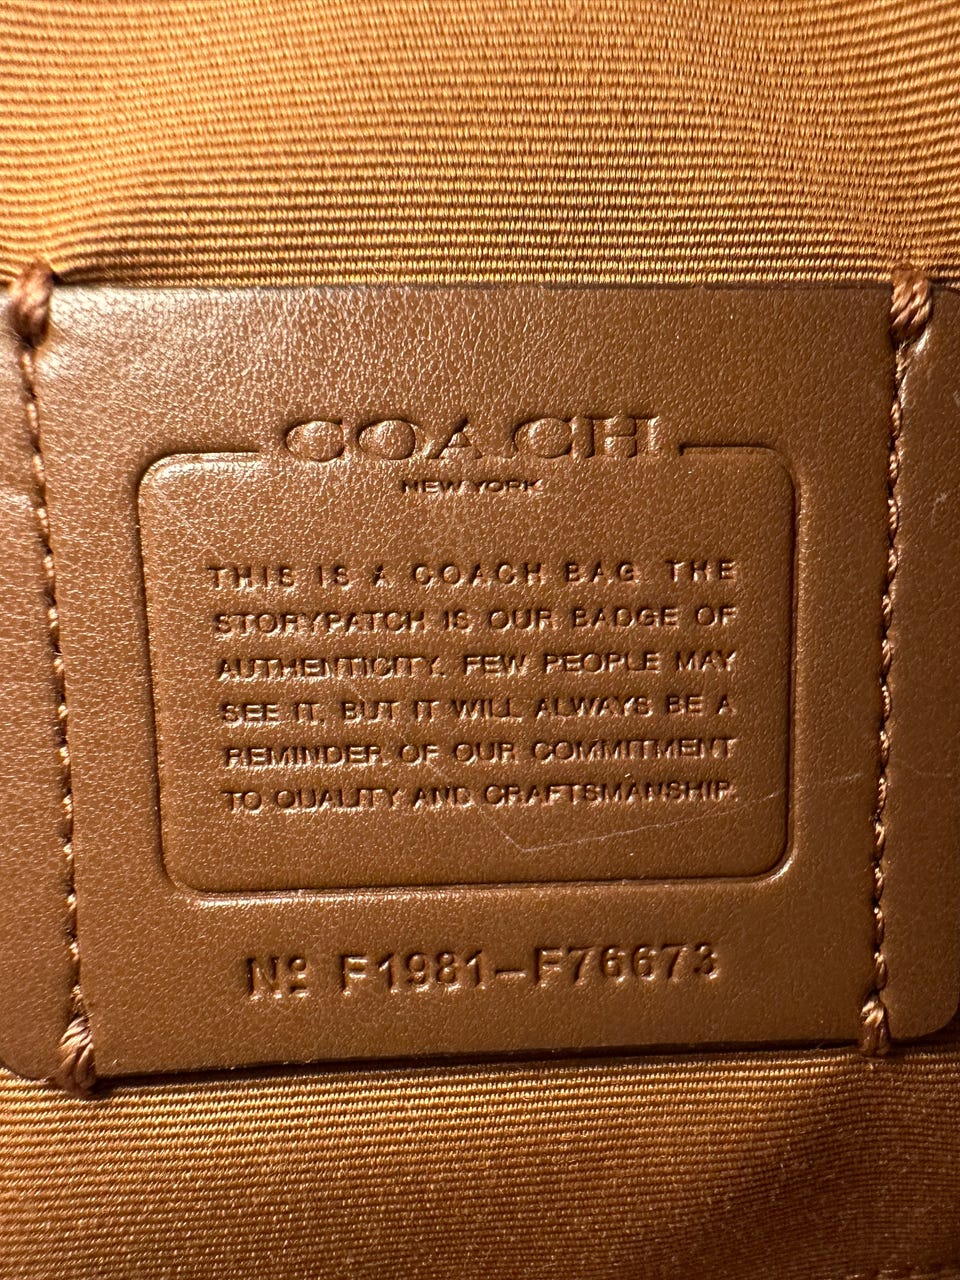 COACH
NEW YORK
THIS IS A COACH BAG. THE
STORYPATCH IS OUR BADGE OF
AUTHENTICITY. FEW PEOPLE MAY
SEE IT, BUT IT WILL ALWAYS BE A
REMINDER OF OUR COMMITMENT
TO QUALITY AND CRAFTSMANSHIP.
Nº F1981-F76673